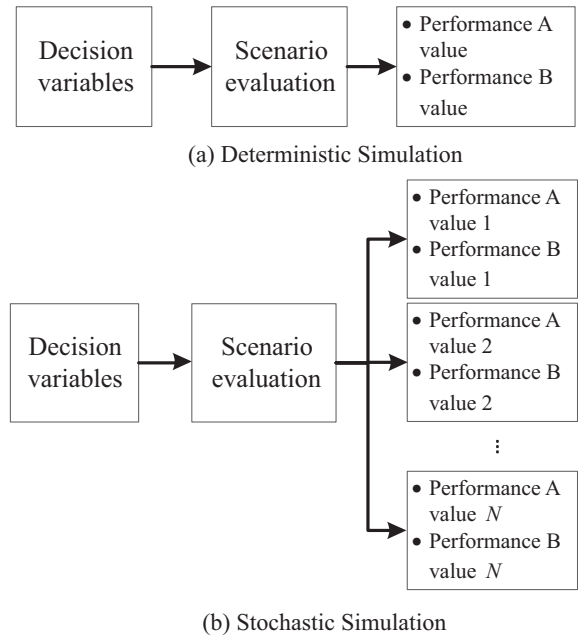 Decision
variables
Scenario
evaluation
• Performance A
value
• Performance B
value
(a) Deterministic Simulation
Decision
variables
Scenario
evaluation
• Performance A
value 1
• Performance B
value 1
• Performance A
value 2
• Performance B
value 2
...
• Performance A
value N
• Performance B
value N
(b) Stochastic Simulation